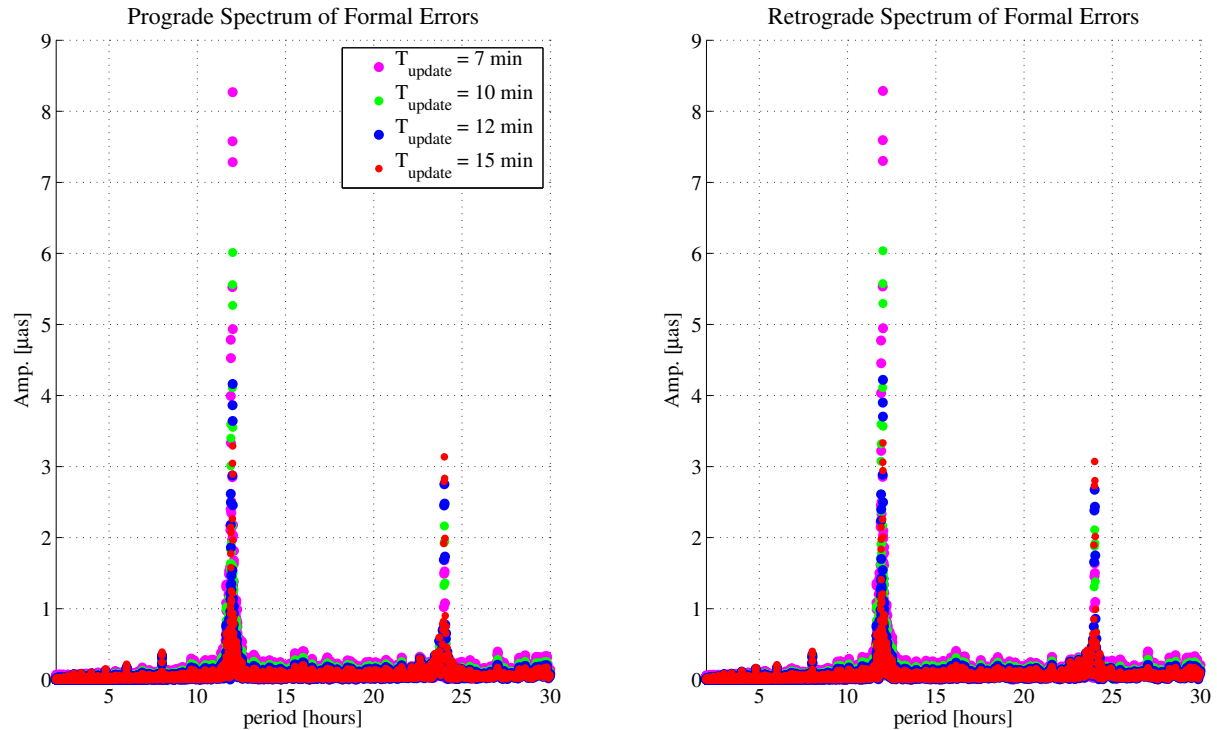 Prograde Spectrum of Formal Errors
9
8
7
6
5
4
3
2
1
0
Amp. [µas]
5 10 15 20 25 30
period [hours]
T_update = 7 min
T_update = 10 min
T_update = 12 min
T_update = 15 min
Retrograde Spectrum of Formal Errors
9
8
7
6
5
4
3
2
1
0
Amp. [µas]
5 10 15 20 25 30
period [hours]